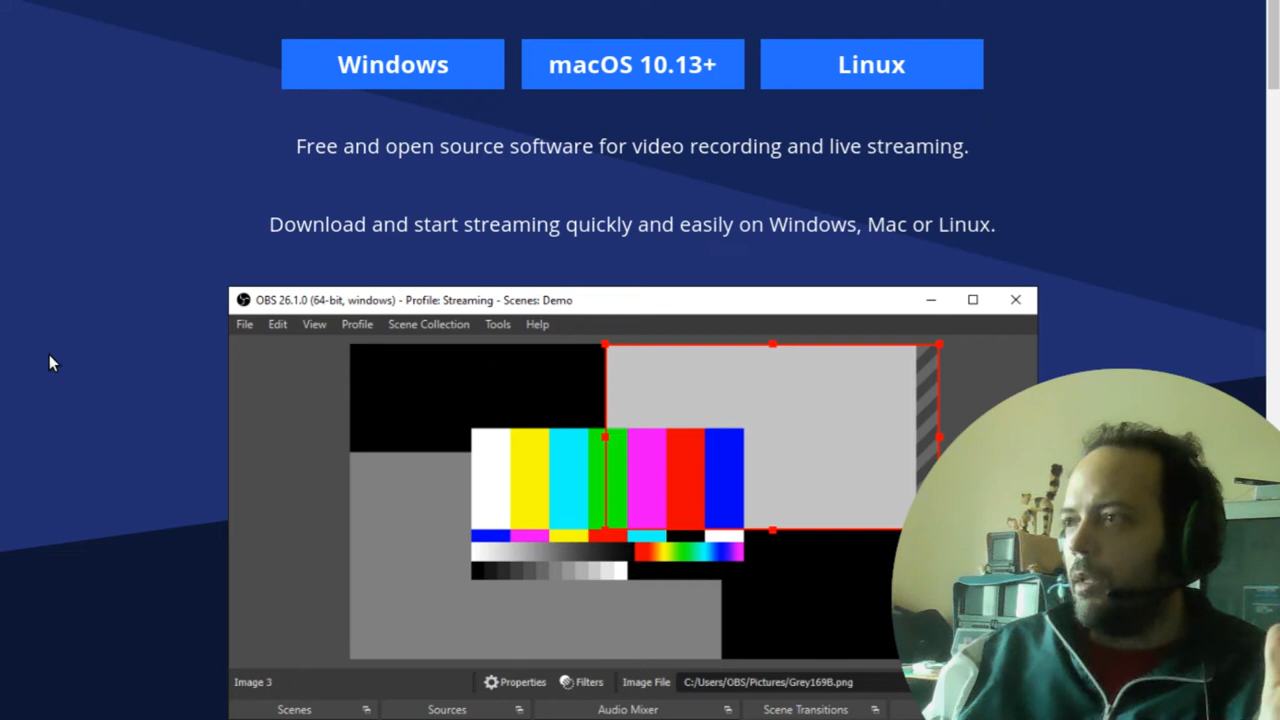 Windows
macOS 10.13+
Linux
Free and open source software for video recording and live streaming.
Download and start streaming quickly and easily on Windows, Mac or Linux.
OBS 26.1.0 (64-bit, windows) - Profile: Streaming - Scenes: Demo
File Edit View Profile Scene Collection Tools Help
Image 3 Properties Filters Image File C:/Users/OBS/Pictures/Grey169B.png
Scenes Sources Audio Mixer Scene Transitions